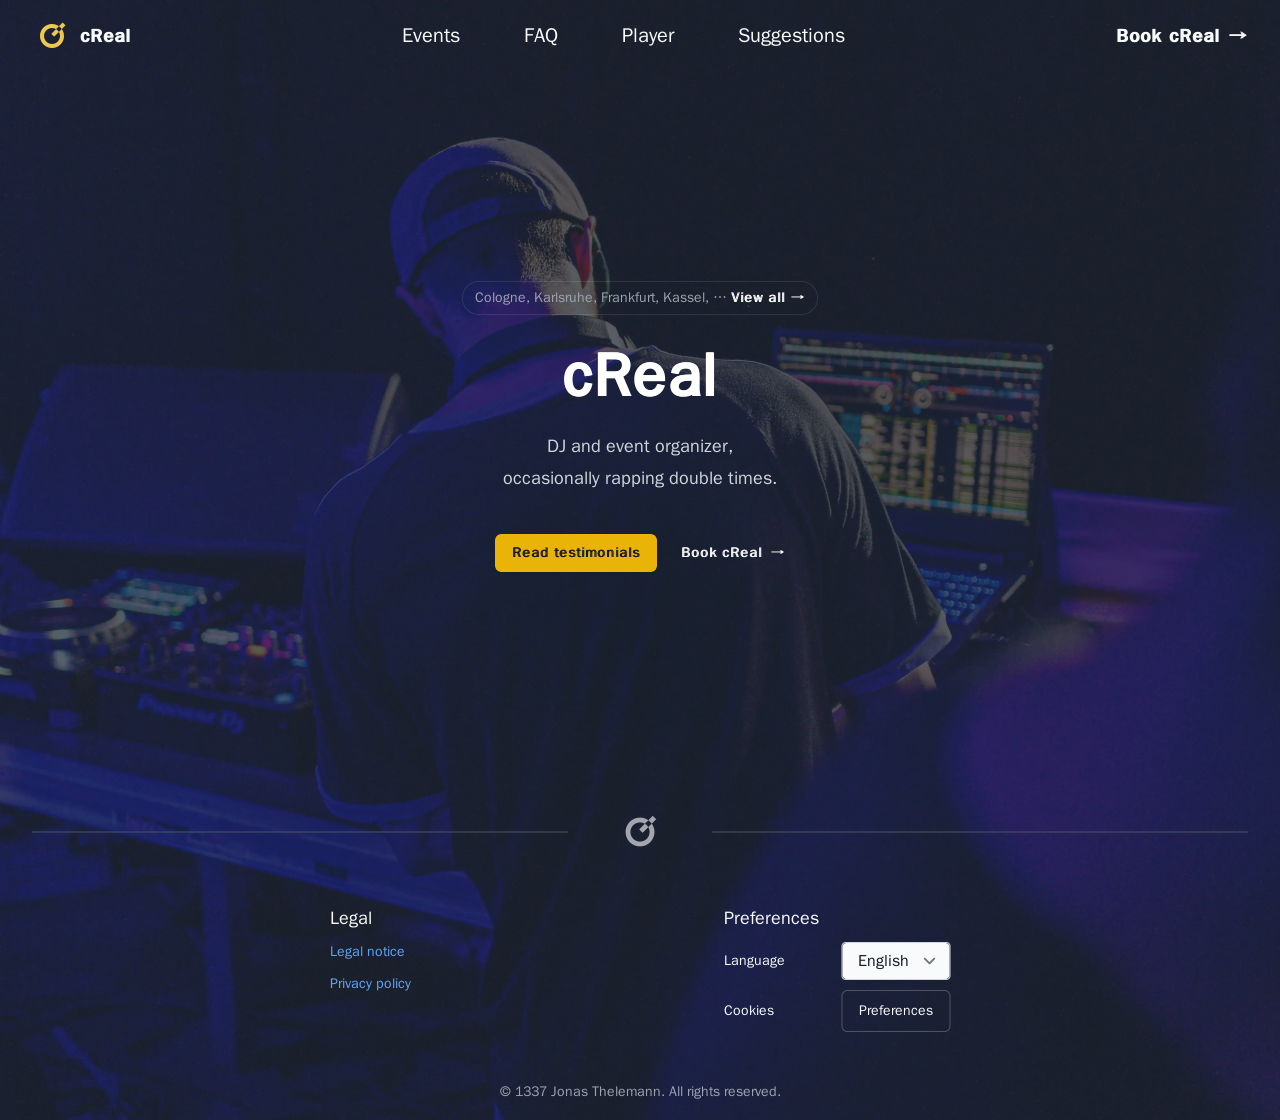 cReal
Events
FAQ
Player
Suggestions
Book cReal →
Cologne, Karlsruhe, Frankfurt, Kassel, … View all →
cReal
DJ and event organizer,
occasionally rapping double times.
Read testimonials
Book cReal →
Legal
Legal notice
Privacy policy
Preferences
Language
English
Cookies
Preferences
© 1337 Jonas Thelemann. All rights reserved.
Pioneer DJ